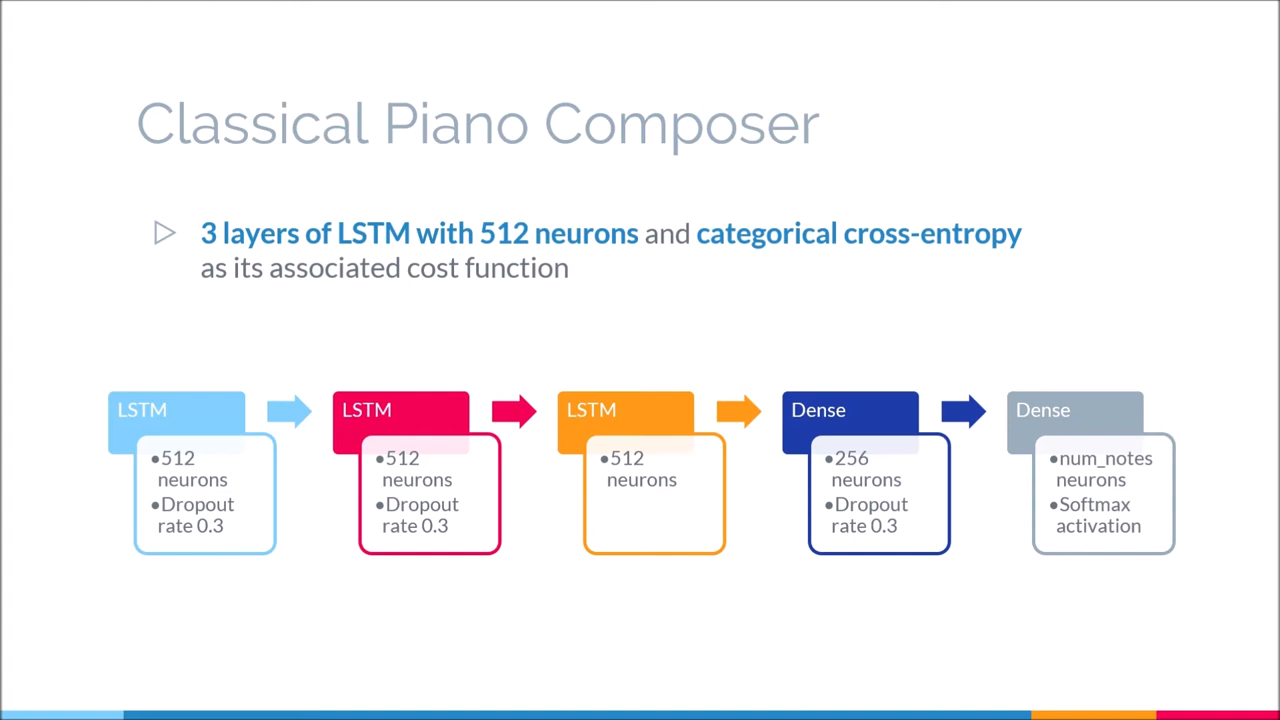 Classical Piano Composer
3 layers of LSTM with 512 neurons and categorical cross-entropy
as its associated cost function
LSTM
•512
neurons
•Dropout
rate 0.3
LSTM
•512
neurons
•Dropout
rate 0.3
LSTM
•512
neurons
Dense
•256
neurons
•Dropout
rate 0.3
Dense
•num_notes
neurons
•Softmax
activation